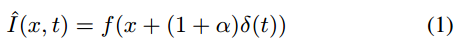 Î(x, t) = f(x + (1 + α)δ(t)) (1)